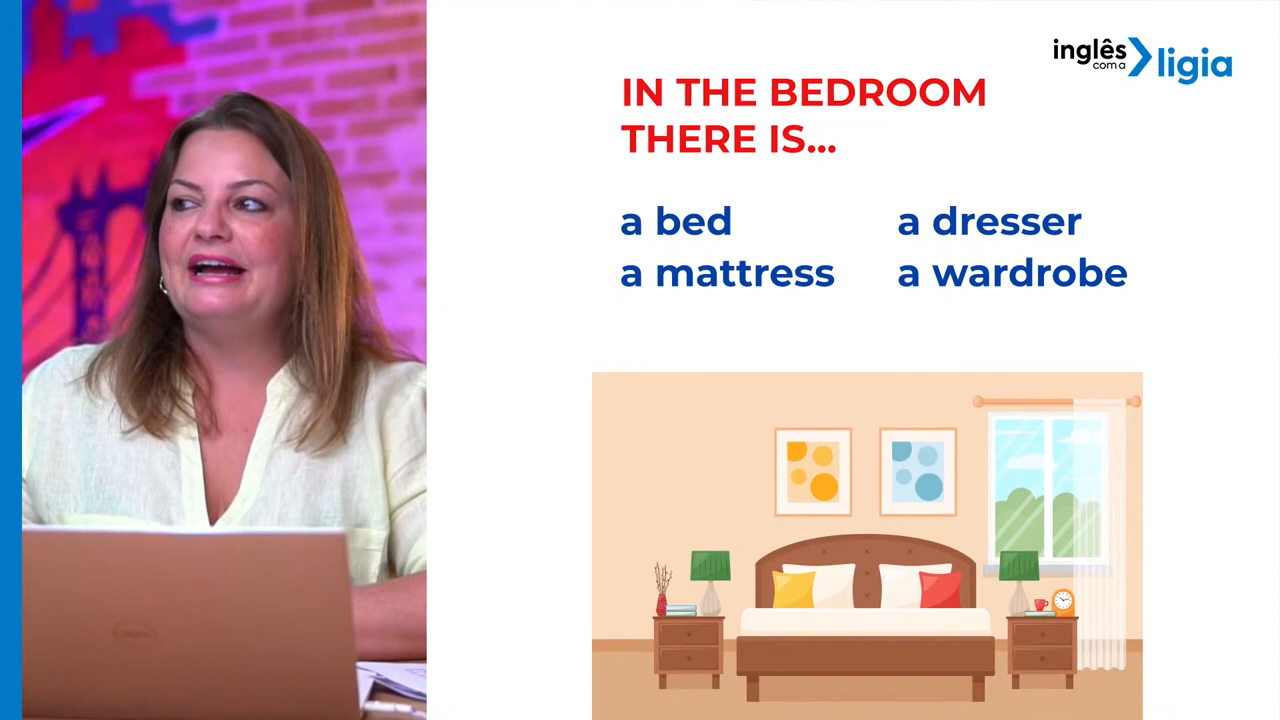 inglês
com a
ligia
IN THE BEDROOM
THERE IS...
a bed
a mattress
a dresser
a wardrobe